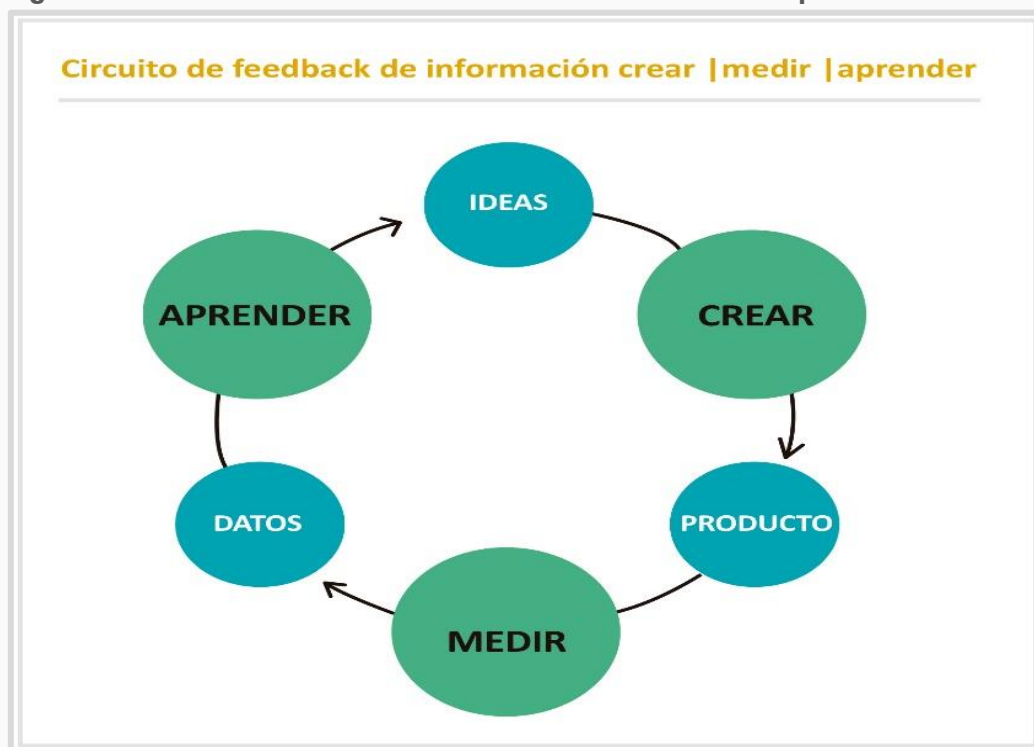 Circuito de feedback de información crear |medir |aprender
IDEAS
APRENDER
CREAR
DATOS
PRODUCTO
MEDIR